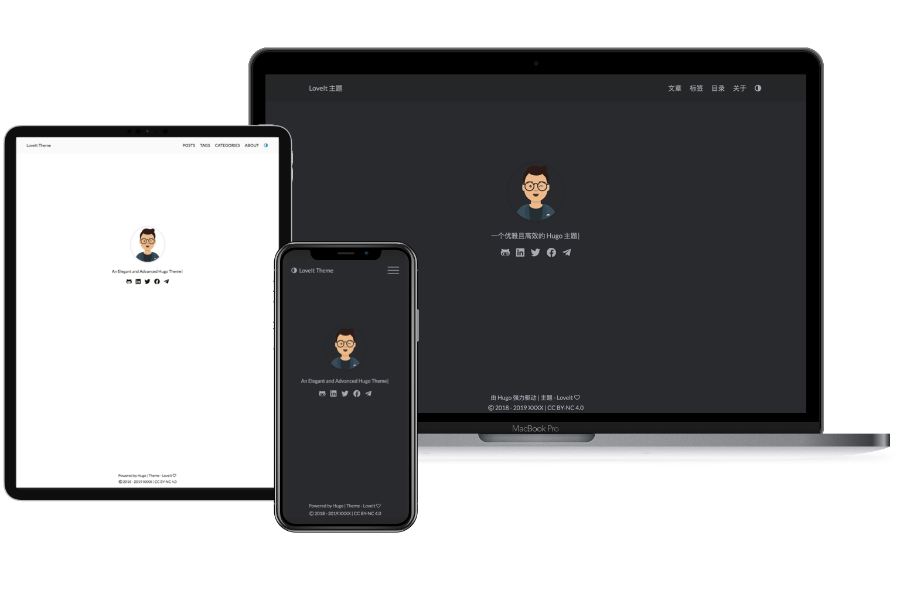 LoveIt 主题
文章 标签 目录 关于
一个优雅且高效的 Hugo 主题|
由 Hugo 强力驱动 | 主题 - LoveIt
© 2018 - 2019 XXXX | CC BY-NC 4.0
MacBook Pro
LoveIt Theme
POSTS TAGS CATEGORIES ABOUT
An Elegant and Advanced Hugo Theme|
Powered by Hugo | Theme - LoveIt
© 2018 - 2019 XXXX | CC BY-NC 4.0
LoveIt Theme
An Elegant and Advanced Hugo Theme|
Powered by Hugo | Theme - LoveIt
© 2018 - 2019 XXXX | CC BY-NC 4.0